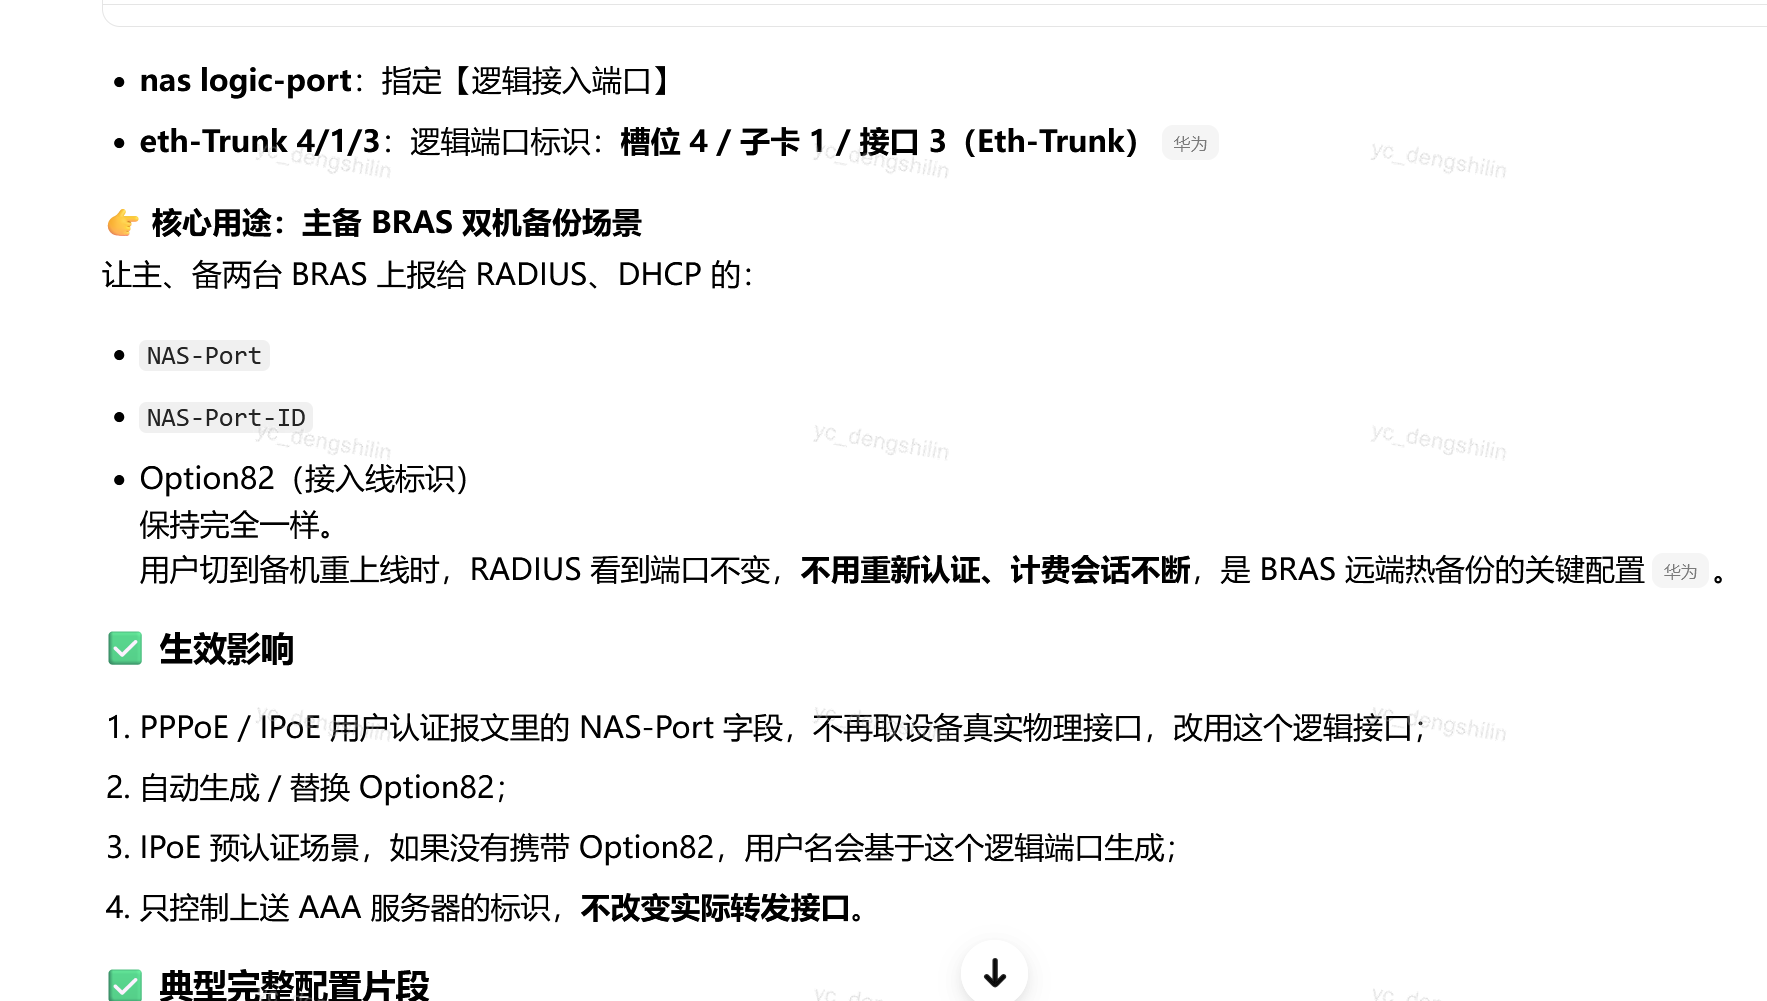 nas logic-port：指定【逻辑接入端口】
eth-Trunk 4/1/3：逻辑端口标识：槽位 4 / 子卡 1 / 接口 3（Eth-Trunk） 华为
yc_dengshilin yc_dengshilin yc_dengshilin
👉 核心用途：主备 BRAS 双机备份场景
让主、备两台 BRAS 上报给 RADIUS、DHCP 的：
NAS-Port
NAS-Port-ID
yc_dengshilin yc_dengshilin yc_dengshilin
Option82（接入线标识）
保持完全一样。
用户切到备机重上线时，RADIUS 看到端口不变，不用重新认证、计费会话不断，是 BRAS 远端热备份的关键配置 华为 。
✅ 生效影响
1. PPPoE / IPoE 用户认证报文里的 NAS-Port 字段，不再取设备真实物理接口，改用这个逻辑接口；
yc_dengshilin yc_dengshilin yc_dengshilin
2. 自动生成 / 替换 Option82；
3. IPoE 预认证场景，如果没有携带 Option82，用户名会基于这个逻辑端口生成；
4. 只控制上送 AAA 服务器的标识，不改变实际转发接口。
✅ 典型完整配置片段